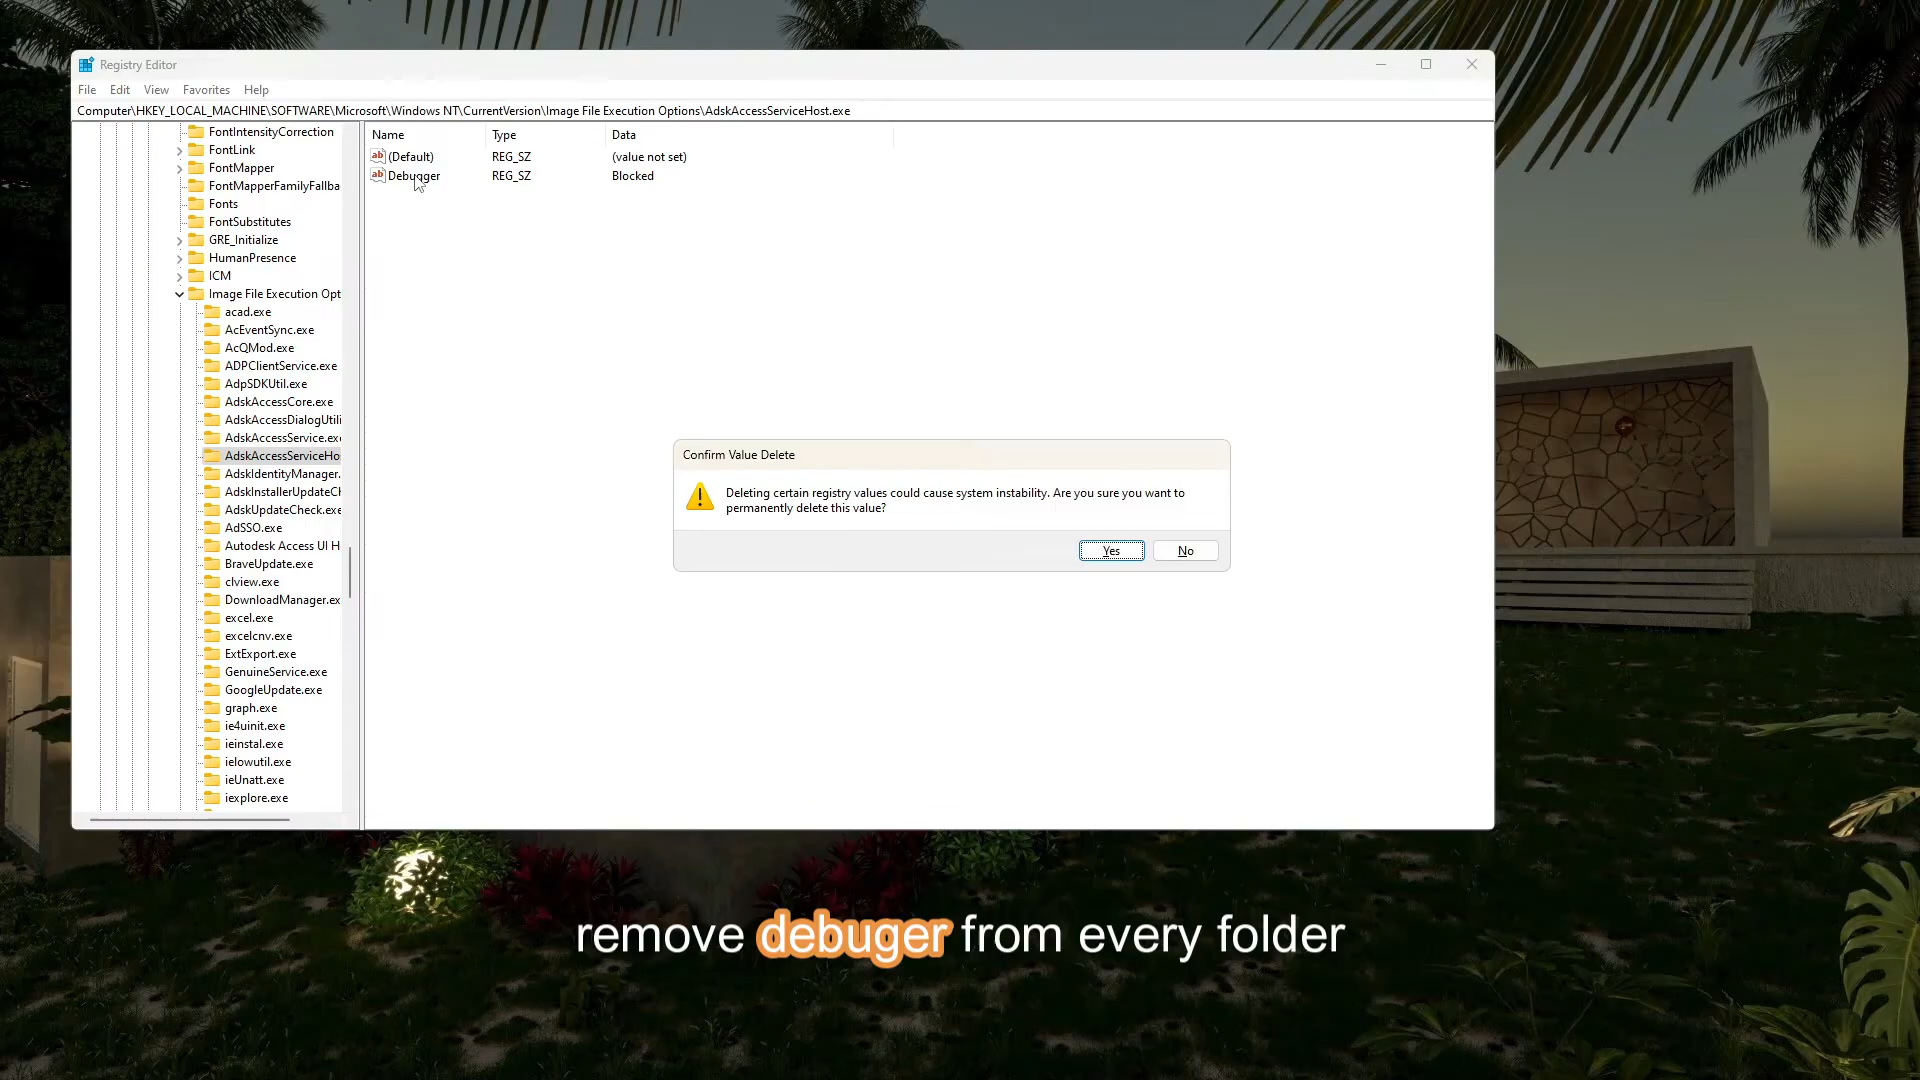 Registry Editor
File Edit View Favorites Help
Computer\HKEY_LOCAL_MACHINE\SOFTWARE\Microsoft\Windows NT\CurrentVersion\Image File Execution Options\AdskAccessServiceHost.exe
FontIntensityCorrection
FontLink
FontMapper
FontMapperFamilyFallba
Fonts
FontSubstitutes
GRE_Initialize
HumanPresence
ICM
Image File Execution Opt
acad.exe
AcEventSync.exe
AcQMod.exe
ADPClientService.exe
AdpSDKUtil.exe
AdskAccessCore.exe
AdskAccessDialogUtili
AdskAccessService.exe
AdskAccessServiceHo
AdskIdentityManager.
AdskInstallerUpdateCh
AdskUpdateCheck.exe
AdSSO.exe
Autodesk Access UI H
BraveUpdate.exe
clview.exe
DownloadManager.ex
excel.exe
excelcnv.exe
ExtExport.exe
GenuineService.exe
GoogleUpdate.exe
graph.exe
ie4uinit.exe
ieinstal.exe
ielowutil.exe
ieUnatt.exe
iexplore.exe
Name Type Data
(Default) REG_SZ (value not set)
Debugger REG_SZ Blocked
Confirm Value Delete
Deleting certain registry values could cause system instability. Are you sure you want to
permanently delete this value?
Yes No
remove debuger from every folder